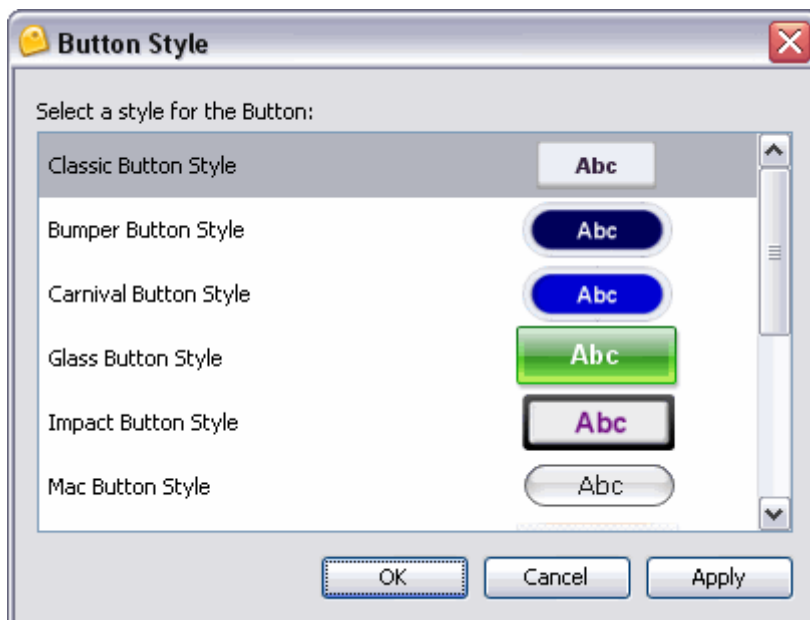 Button Style
Select a style for the Button:
Classic Button Style Abc
Bumper Button Style Abc
Carnival Button Style Abc
Glass Button Style Abc
Impact Button Style Abc
Mac Button Style Abc
OK Cancel Apply